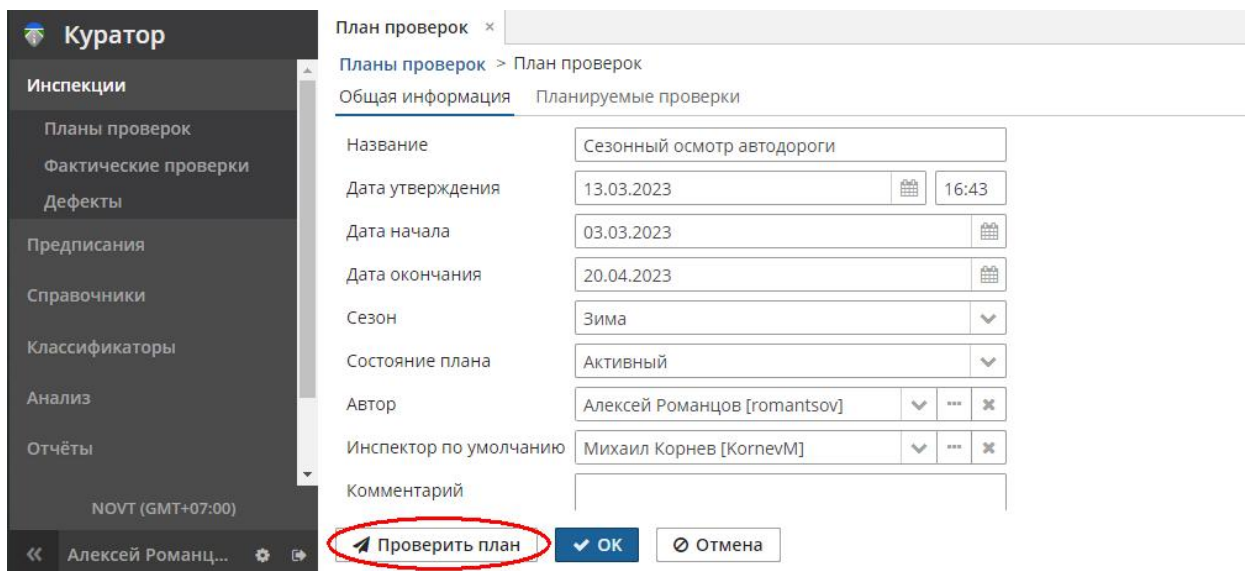 Куратор
Инспекции
Планы проверок
Фактические проверки
Дефекты
Предписания
Справочники
Классификаторы
Анализ
Отчёты
NOVT (GMT+07:00)
Алексей Романц...
План проверок ×
Планы проверок > План проверок
Общая информация Планируемые проверки
Название Сезонный осмотр автодороги
Дата утверждения 13.03.2023 16:43
Дата начала 03.03.2023
Дата окончания 20.04.2023
Сезон Зима
Состояние плана Активный
Автор Алексей Романцов [romantsov]
Инспектор по умолчанию Михаил Корнев [KornevM]
Комментарий
Проверить план OK Отмена